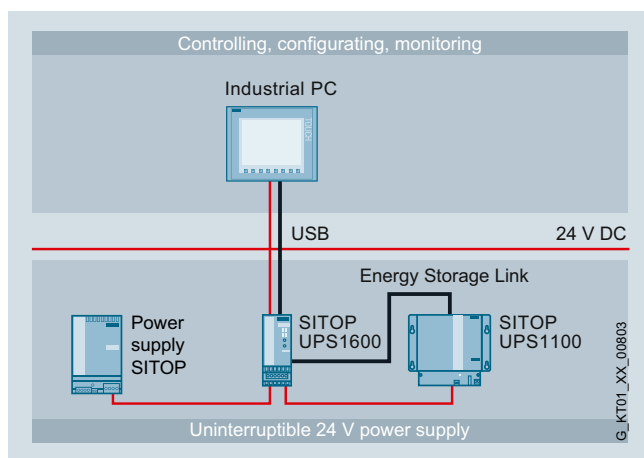 Controlling, configurating, monitoring
Industrial PC
USB
24 V DC
Energy Storage Link
Power
supply
SITOP
SITOP
UPS1600
SITOP
UPS1100
Uninterruptible 24 V power supply
G_KT01_XX_00803